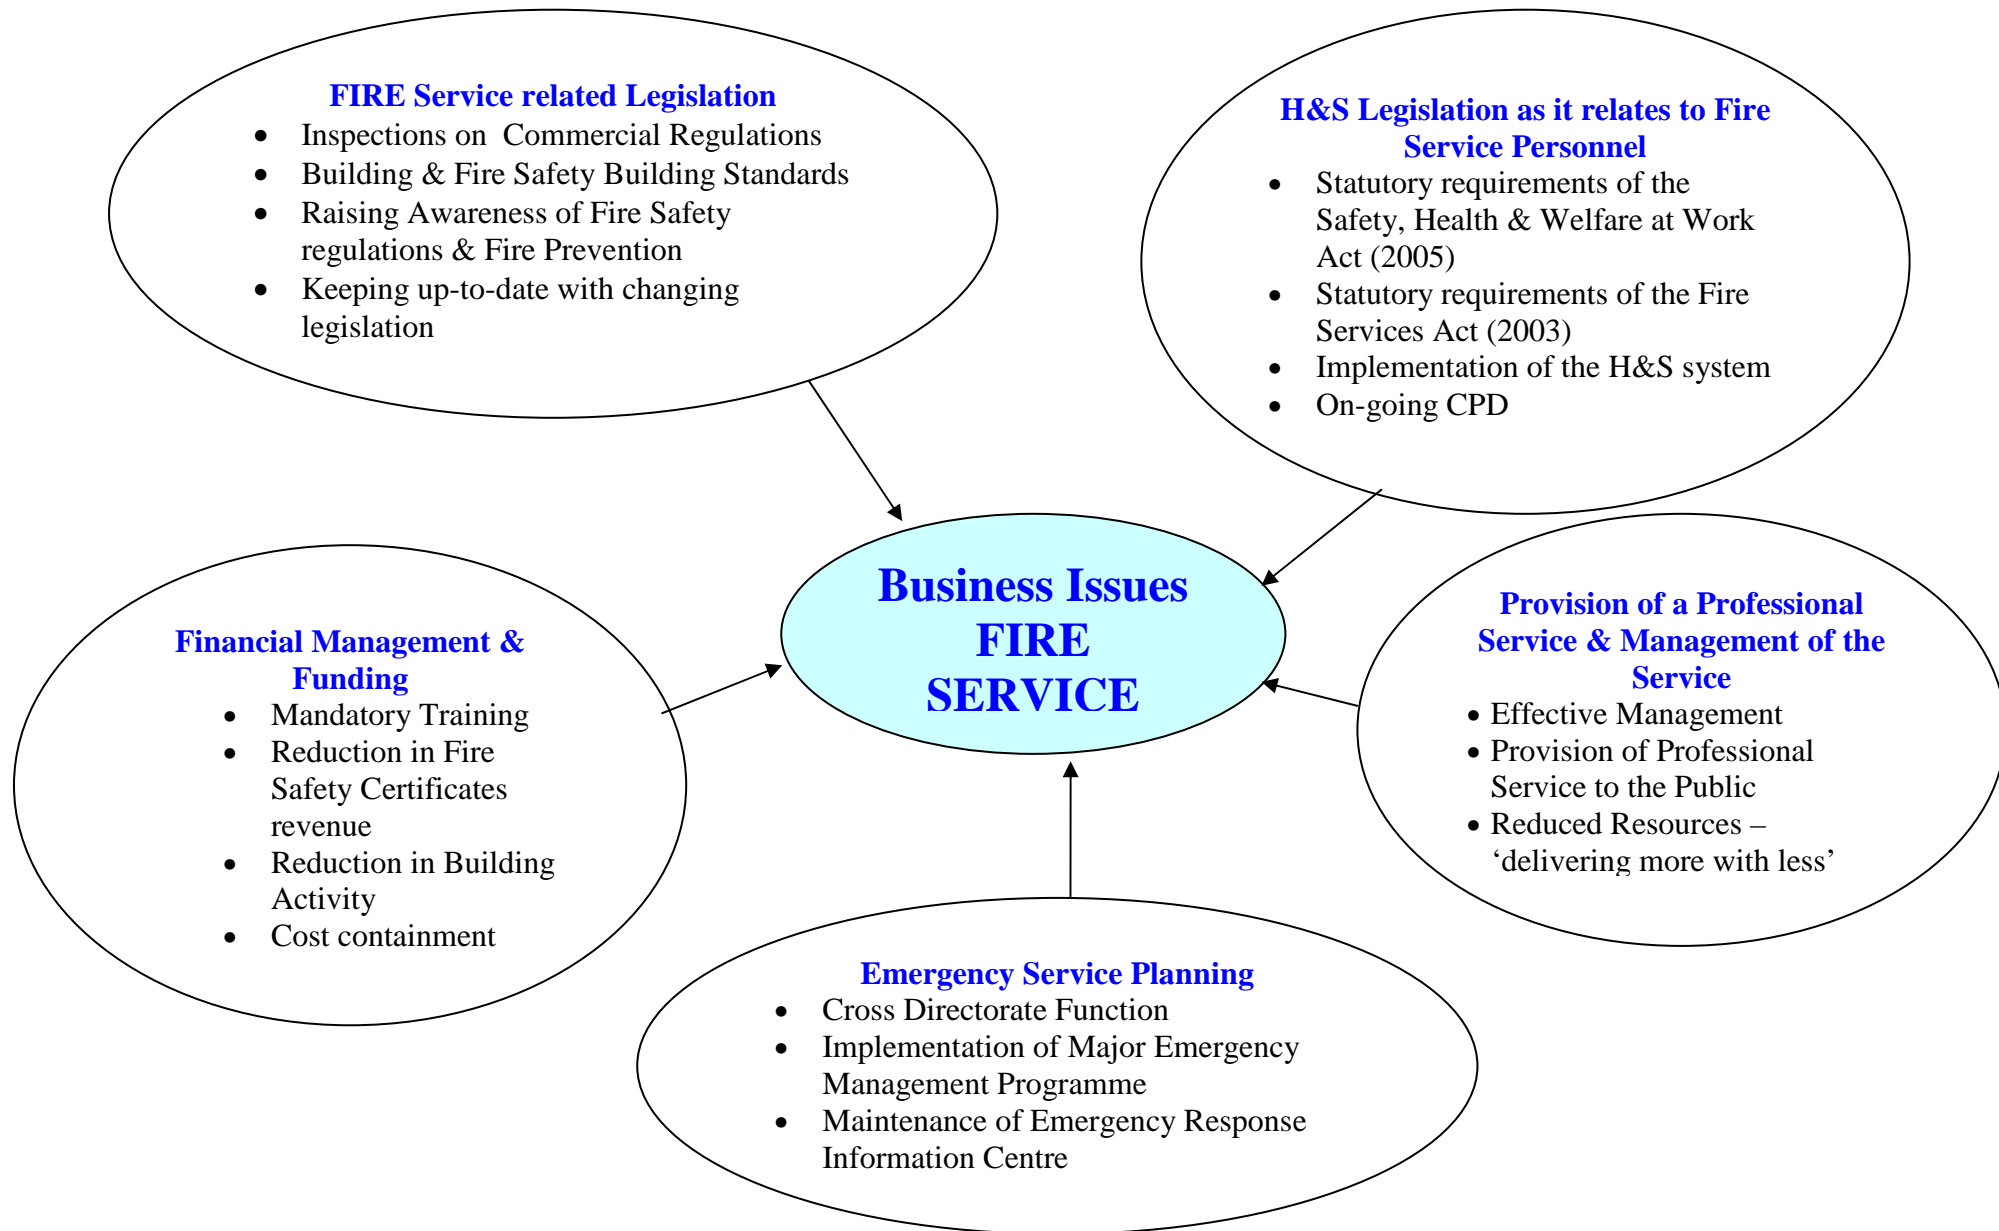 FIRE Service related Legislation
• Inspections on  Commercial Regulations
• Building & Fire Safety Building Standards
• Raising Awareness of Fire Safety
regulations & Fire Prevention
• Keeping up-to-date with changing
legislation
H&S Legislation as it relates to Fire
Service Personnel
• Statutory requirements of the
Safety, Health & Welfare at Work
Act (2005)
• Statutory requirements of the Fire
Services Act (2003)
• Implementation of the H&S system
• On-going CPD
Business Issues
FIRE
SERVICE
Financial Management &
Funding
• Mandatory Training
• Reduction in Fire
Safety Certificates
revenue
• Reduction in Building
Activity
• Cost containment
Provision of a Professional
Service & Management of the
Service
• Effective Management
• Provision of Professional
Service to the Public
• Reduced Resources –
‘delivering more with less’
Emergency Service Planning
• Cross Directorate Function
• Implementation of Major Emergency
Management Programme
• Maintenance of Emergency Response
Information Centre